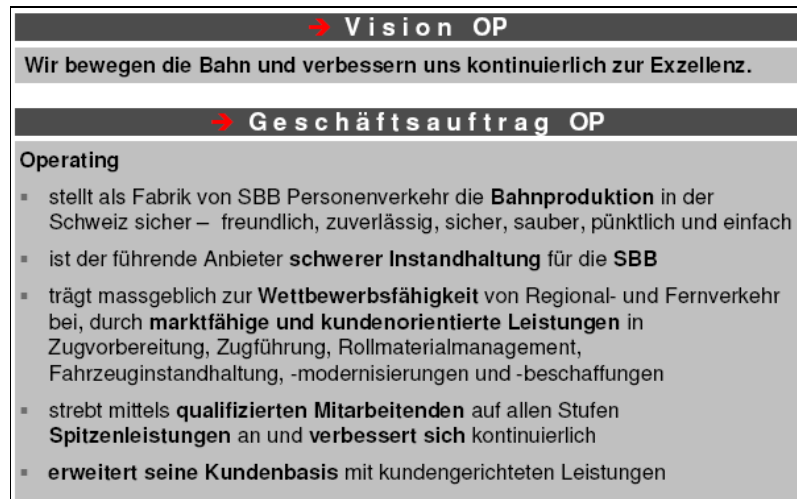 ➔ Vision OP
Wir bewegen die Bahn und verbessern uns kontinuierlich zur Exzellenz.
➔ Geschäftsauftrag OP
Operating
▪ stellt als Fabrik von SBB Personenverkehr die Bahnproduktion in der
Schweiz sicher – freundlich, zuverlässig, sicher, sauber, pünktlich und einfach
▪ ist der führende Anbieter schwerer Instandhaltung für die SBB
▪ trägt massgeblich zur Wettbewerbsfähigkeit von Regional- und Fernverkehr
bei, durch marktfähige und kundenorientierte Leistungen in
Zugvorbereitung, Zugführung, Rollmaterialmanagement,
Fahrzeuginstandhaltung, -modernisierungen und -beschaffungen
▪ strebt mittels qualifizierten Mitarbeitenden auf allen Stufen
Spitzenleistungen an und verbessert sich kontinuierlich
▪ erweitert seine Kundenbasis mit kundengerichteten Leistungen